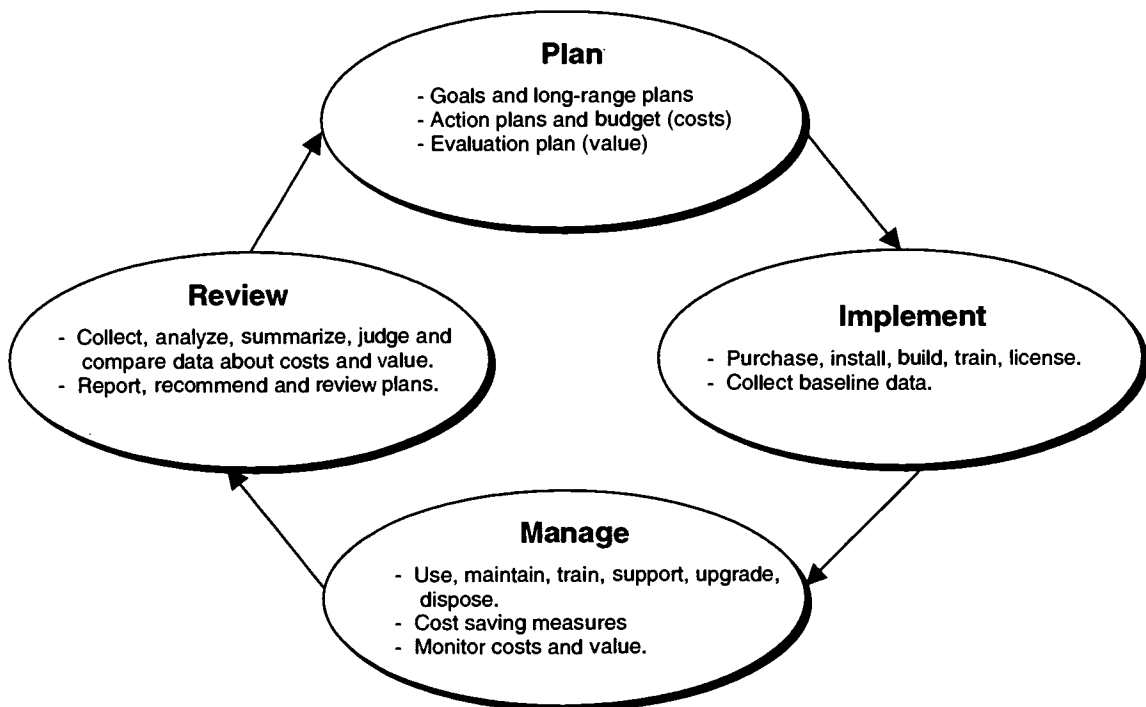 Plan
- Goals and long-range plans
- Action plans and budget (costs)
- Evaluation plan (value)
Review
- Collect, analyze, summarize, judge and
compare data about costs and value.
- Report, recommend and review plans.
Implement
- Purchase, install, build, train, license.
- Collect baseline data.
Manage
- Use, maintain, train, support, upgrade,
dispose.
- Cost saving measures
- Monitor costs and value.